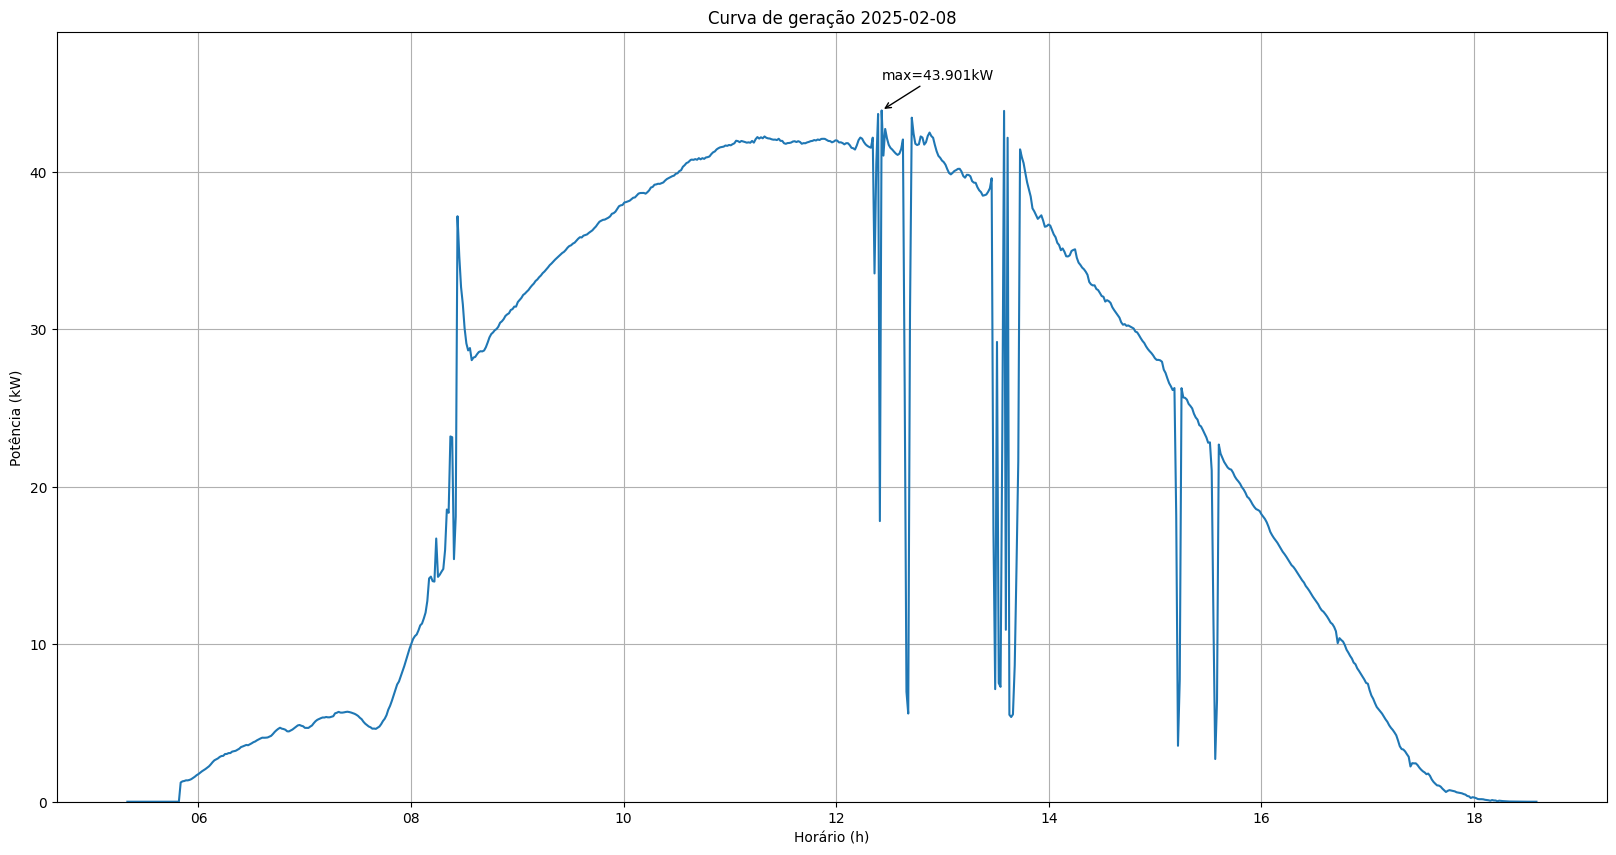 Curva de geração 2025-02-08
max=43.901kW
Potência (kW)
40
30
20
10
0
06 08 10 12 14 16 18
Horário (h)